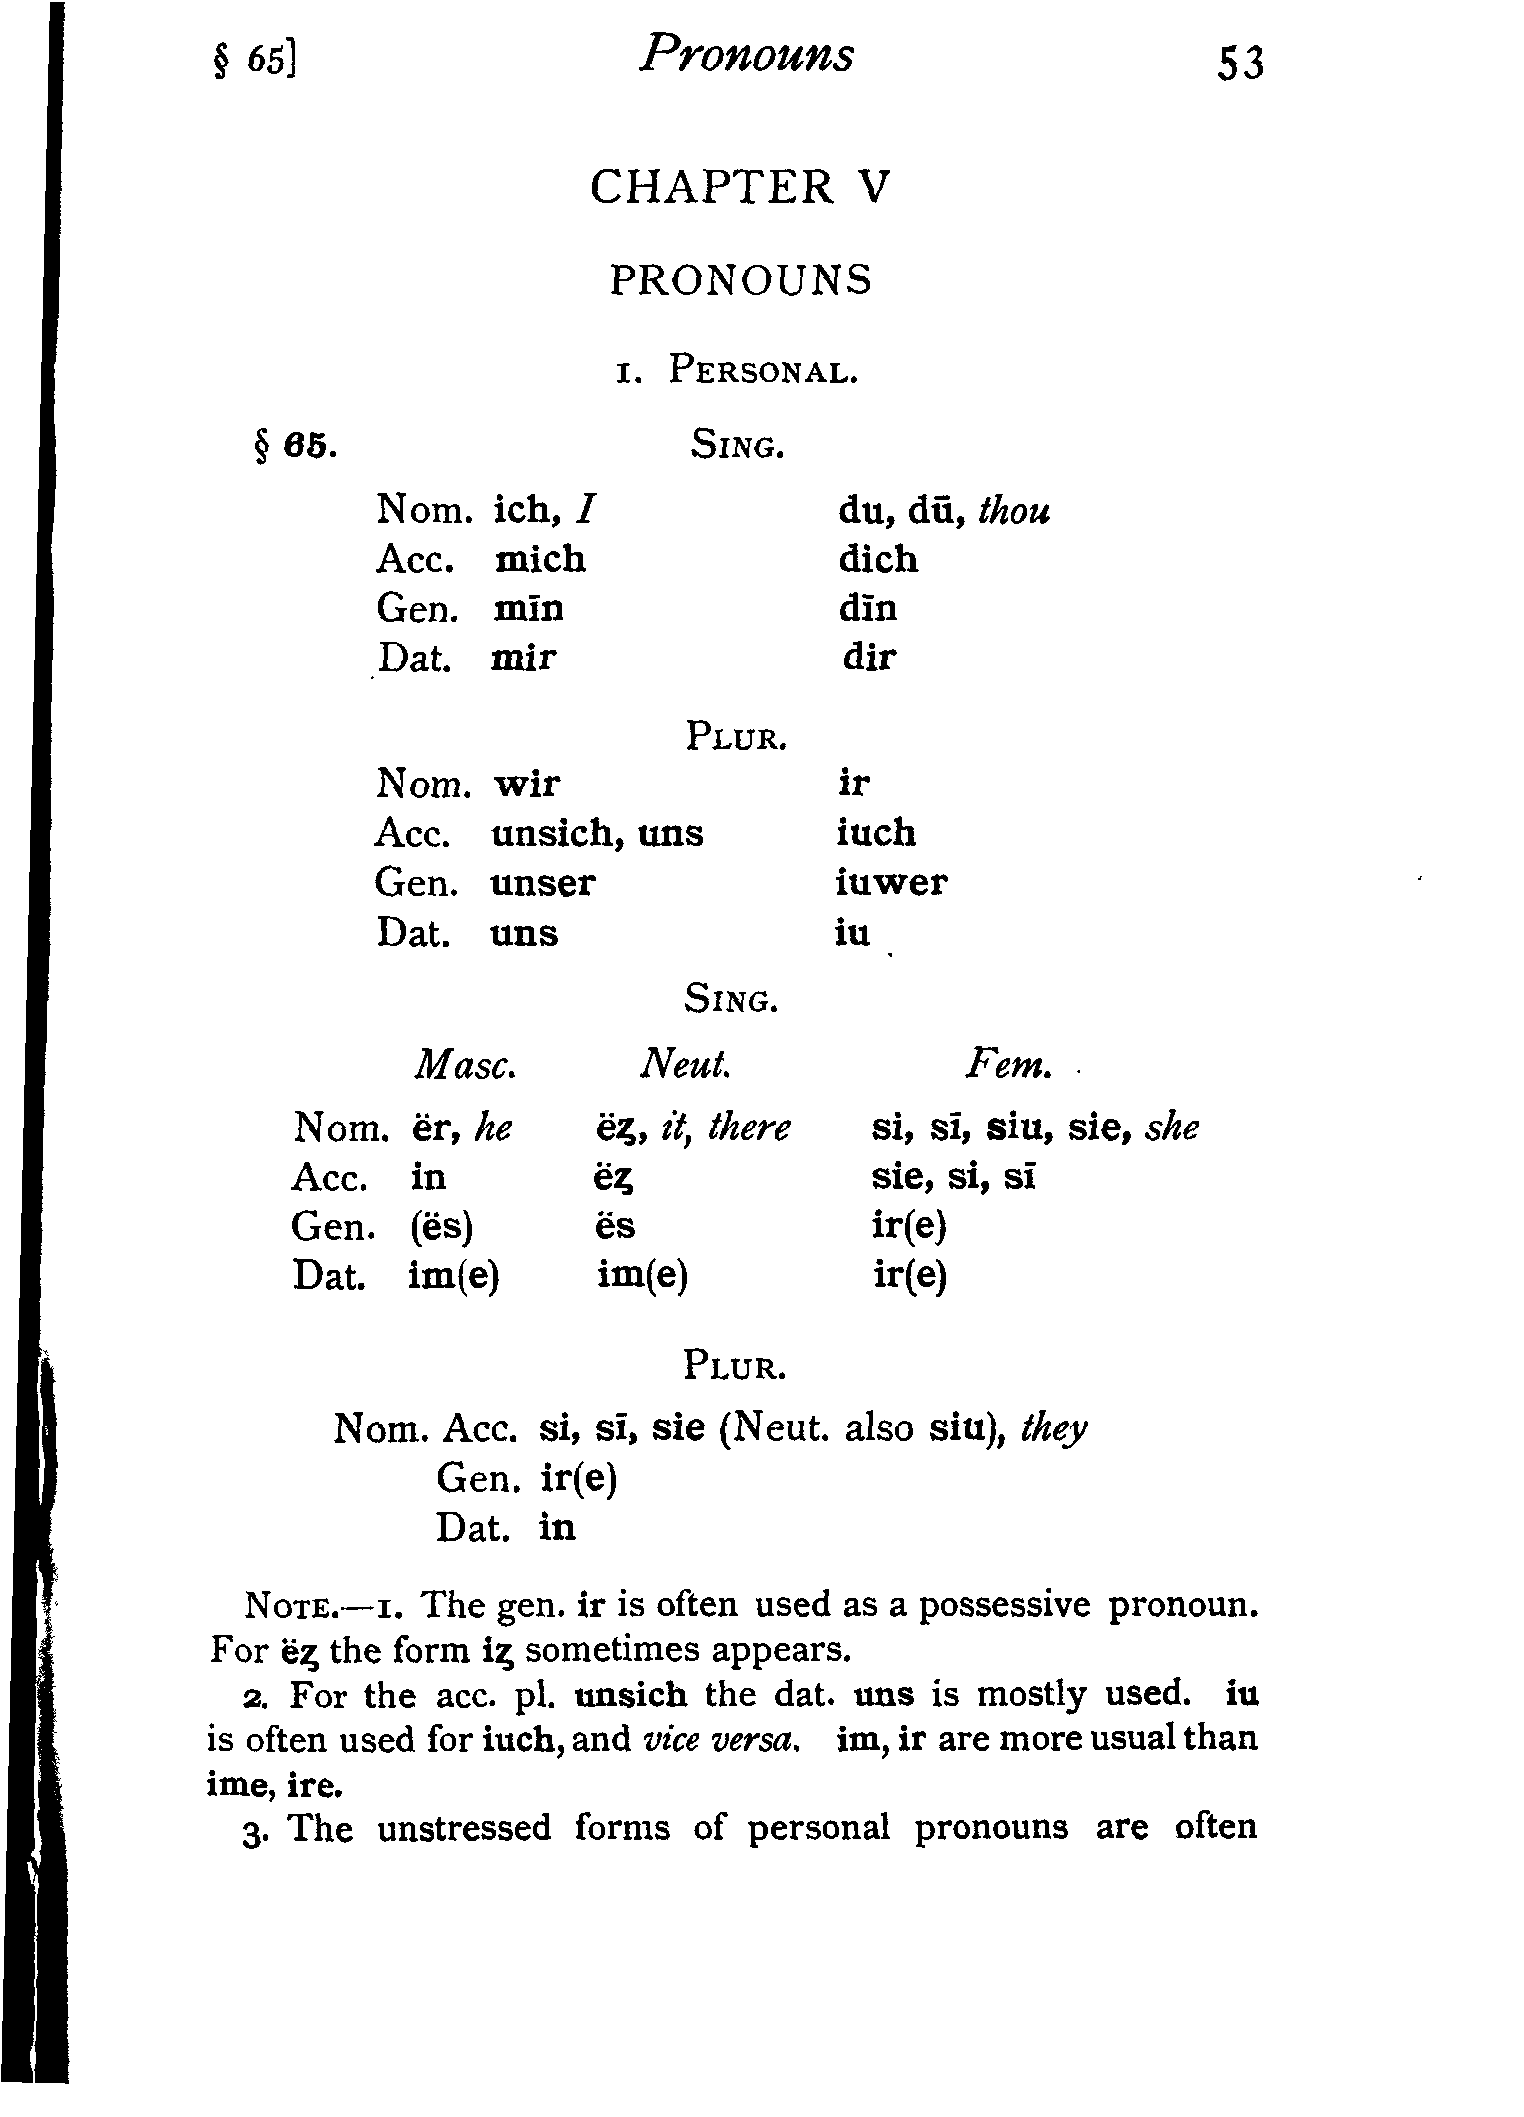 § 65] Pronouns 53
CHAPTER V
PRONOUNS
1. PERSONAL.
§ 65. SING.
Nom. ich, I du, dū, thou
Acc. mich dich
Gen. mīn dīn
Dat. mir dir
PLUR.
Nom. wir ir
Acc. unsich, uns iuch
Gen. unser iuwer
Dat. uns iu
SING.
Masc. Neut. Fem.
Nom. ër, he ëȥ, it, there si, sī, siu, sie, she
Acc. in ëȥ sie, si, sī
Gen. (ës) ës ir(e)
Dat. im(e) im(e) ir(e)
PLUR.
Nom. Acc. si, sī, sie (Neut. also siu), they
Gen. ir(e)
Dat. in
NOTE.—1. The gen. ir is often used as a possessive pronoun.
For ëȥ the form iȥ sometimes appears.
2. For the acc. pl. unsich the dat. uns is mostly used. iu
is often used for iuch, and vice versa. im, ir are more usual than
ime, ire.
3. The unstressed forms of personal pronouns are often